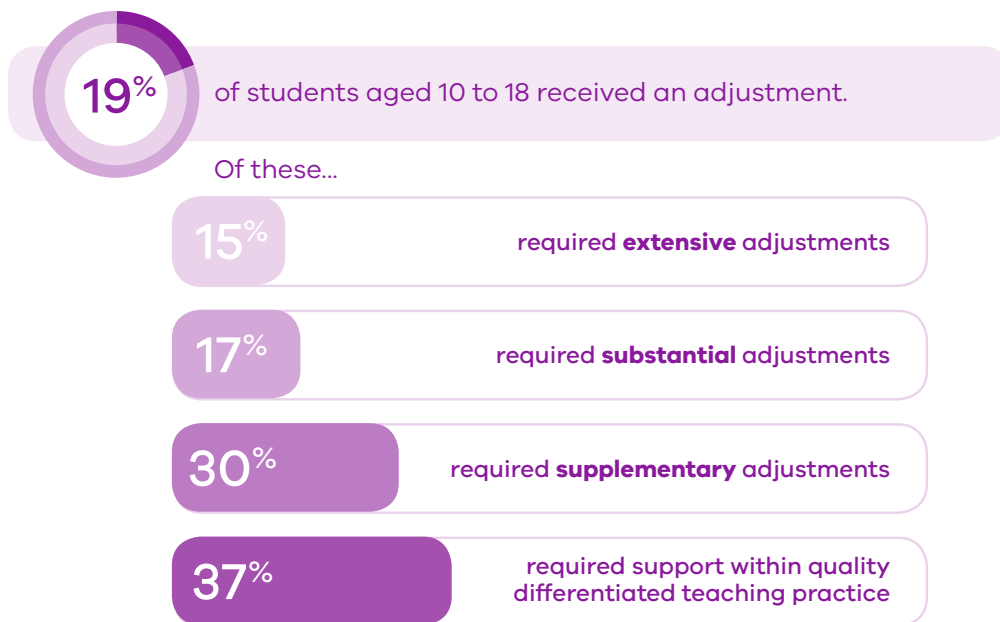 19% of students aged 10 to 18 received an adjustment.
Of these...
15% required extensive adjustments
17% required substantial adjustments
30% required supplementary adjustments
37% required support within quality
differentiated teaching practice